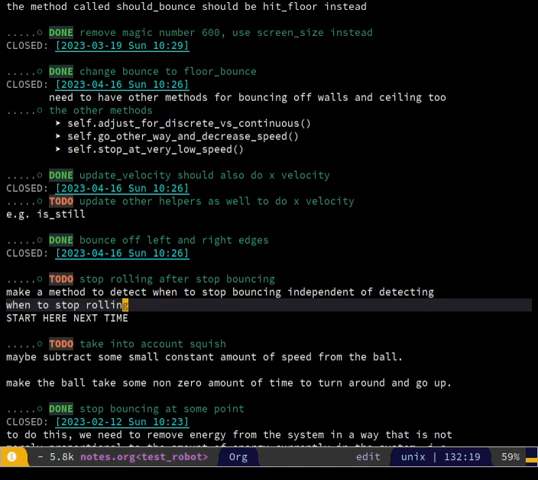 the method called should_bounce should be hit_floor instead
.....○ DONE remove magic number 600, use screen_size instead
CLOSED: [2023-03-19 Sun 10:29]
.....○ DONE change bounce to floor_bounce
CLOSED: [2023-04-16 Sun 10:26]
need to have other methods for bouncing off walls and ceiling too
.....○ the other methods
➤ self.adjust_for_discrete_vs_continuous()
➤ self.go_other_way_and_decrease_speed()
➤ self.stop_at_very_low_speed()
.....○ DONE update_velocity should also do x velocity
CLOSED: [2023-04-16 Sun 10:26]
.....○ TODO update other helpers as well to do x velocity
e.g. is_still
.....○ DONE bounce off left and right edges
CLOSED: [2023-04-16 Sun 10:26]
.....○ TODO stop rolling after stop bouncing
make a method to detect when to stop bouncing independent of detecting
when to stop rolling
START HERE NEXT TIME
.....○ TODO take into account squish
maybe subtract some small constant amount of speed from the ball.
make the ball take some non zero amount of time to turn around and go up.
.....○ DONE stop bouncing at some point
CLOSED: [2023-02-12 Sun 10:23]
to do this, we need to remove energy from the system in a way that is not
- 5.8k notes.org<test_robot> Org edit unix | 132:19 59%